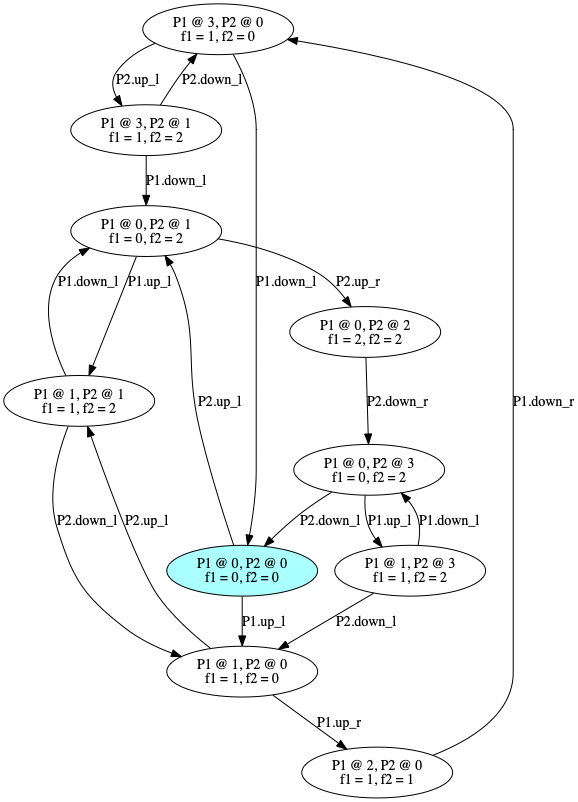 P1 @ 3, P2 @ 0
f1 = 1, f2 = 0
P2.up_l
P2.down_l
P1 @ 3, P2 @ 1
f1 = 1, f2 = 2
P1.down_l
P1 @ 0, P2 @ 1
f1 = 0, f2 = 2
P1.down_l
P1.up_l
P1.down_l
P2.up_r
P1 @ 0, P2 @ 2
f1 = 2, f2 = 2
P1 @ 1, P2 @ 1
f1 = 1, f2 = 2
P2.up_l
P2.down_r
P1.down_r
P1 @ 0, P2 @ 3
f1 = 0, f2 = 2
P2.down_l
P2.up_l
P2.down_l
P1.up_l
P1.down_l
P1 @ 0, P2 @ 0
f1 = 0, f2 = 0
P1 @ 1, P2 @ 3
f1 = 1, f2 = 2
P1.up_l
P2.down_l
P1 @ 1, P2 @ 0
f1 = 1, f2 = 0
P1.up_r
P1 @ 2, P2 @ 0
f1 = 1, f2 = 1